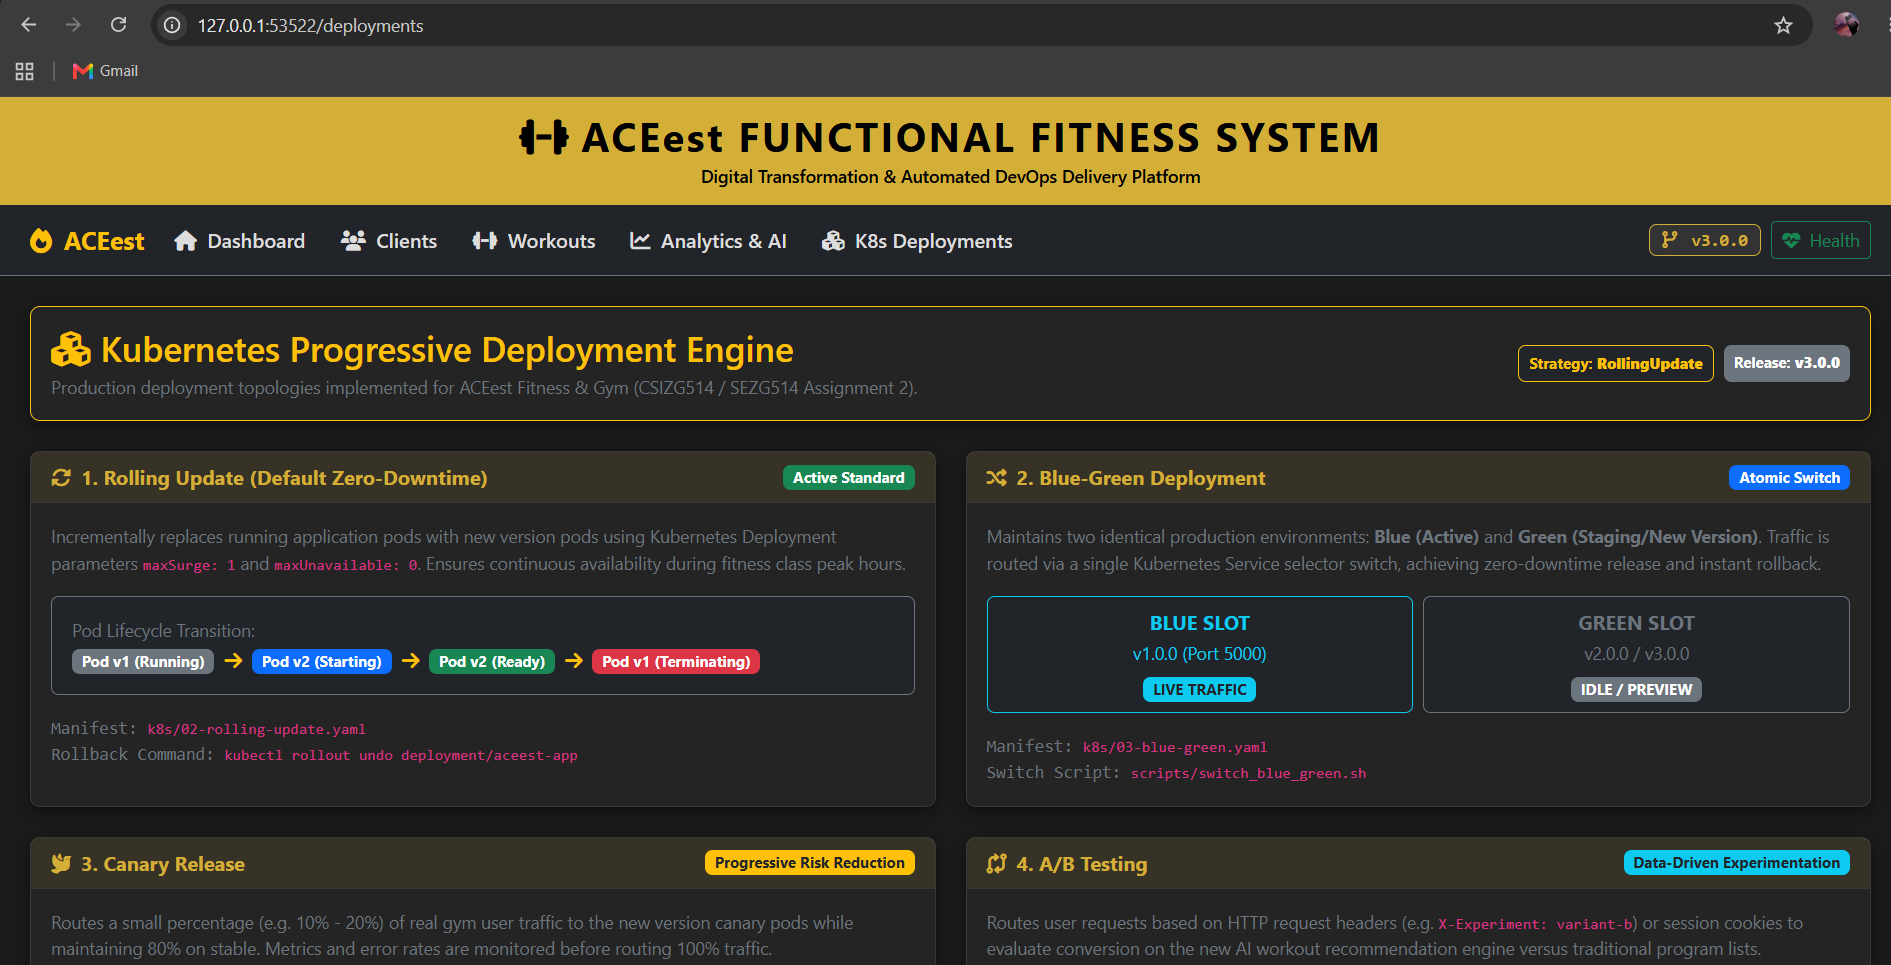 127.0.0.1:53522/deployments
Gmail
ACEest FUNCTIONAL FITNESS SYSTEM
Digital Transformation & Automated DevOps Delivery Platform
ACEest
Dashboard
Clients
Workouts
Analytics & AI
K8s Deployments
v3.0.0
Health
Kubernetes Progressive Deployment Engine
Production deployment topologies implemented for ACEest Fitness & Gym (CSIZG514 / SEZG514 Assignment 2).
Strategy: RollingUpdate
Release: v3.0.0
1. Rolling Update (Default Zero-Downtime)
Active Standard
Incrementally replaces running application pods with new version pods using Kubernetes Deployment
parameters maxSurge: 1 and maxUnavailable: 0. Ensures continuous availability during fitness class peak hours.
Pod Lifecycle Transition:
Pod v1 (Running) → Pod v2 (Starting) → Pod v2 (Ready) → Pod v1 (Terminating)
Manifest: k8s/02-rolling-update.yaml
Rollback Command: kubectl rollout undo deployment/aceest-app
2. Blue-Green Deployment
Atomic Switch
Maintains two identical production environments: Blue (Active) and Green (Staging/New Version). Traffic is
routed via a single Kubernetes Service selector switch, achieving zero-downtime release and instant rollback.
BLUE SLOT
v1.0.0 (Port 5000)
LIVE TRAFFIC
GREEN SLOT
v2.0.0 / v3.0.0
IDLE / PREVIEW
Manifest: k8s/03-blue-green.yaml
Switch Script: scripts/switch_blue_green.sh
3. Canary Release
Progressive Risk Reduction
Routes a small percentage (e.g. 10% - 20%) of real gym user traffic to the new version canary pods while
maintaining 80% on stable. Metrics and error rates are monitored before routing 100% traffic.
4. A/B Testing
Data-Driven Experimentation
Routes user requests based on HTTP request headers (e.g. X-Experiment: variant-b) or session cookies to
evaluate conversion on the new AI workout recommendation engine versus traditional program lists.